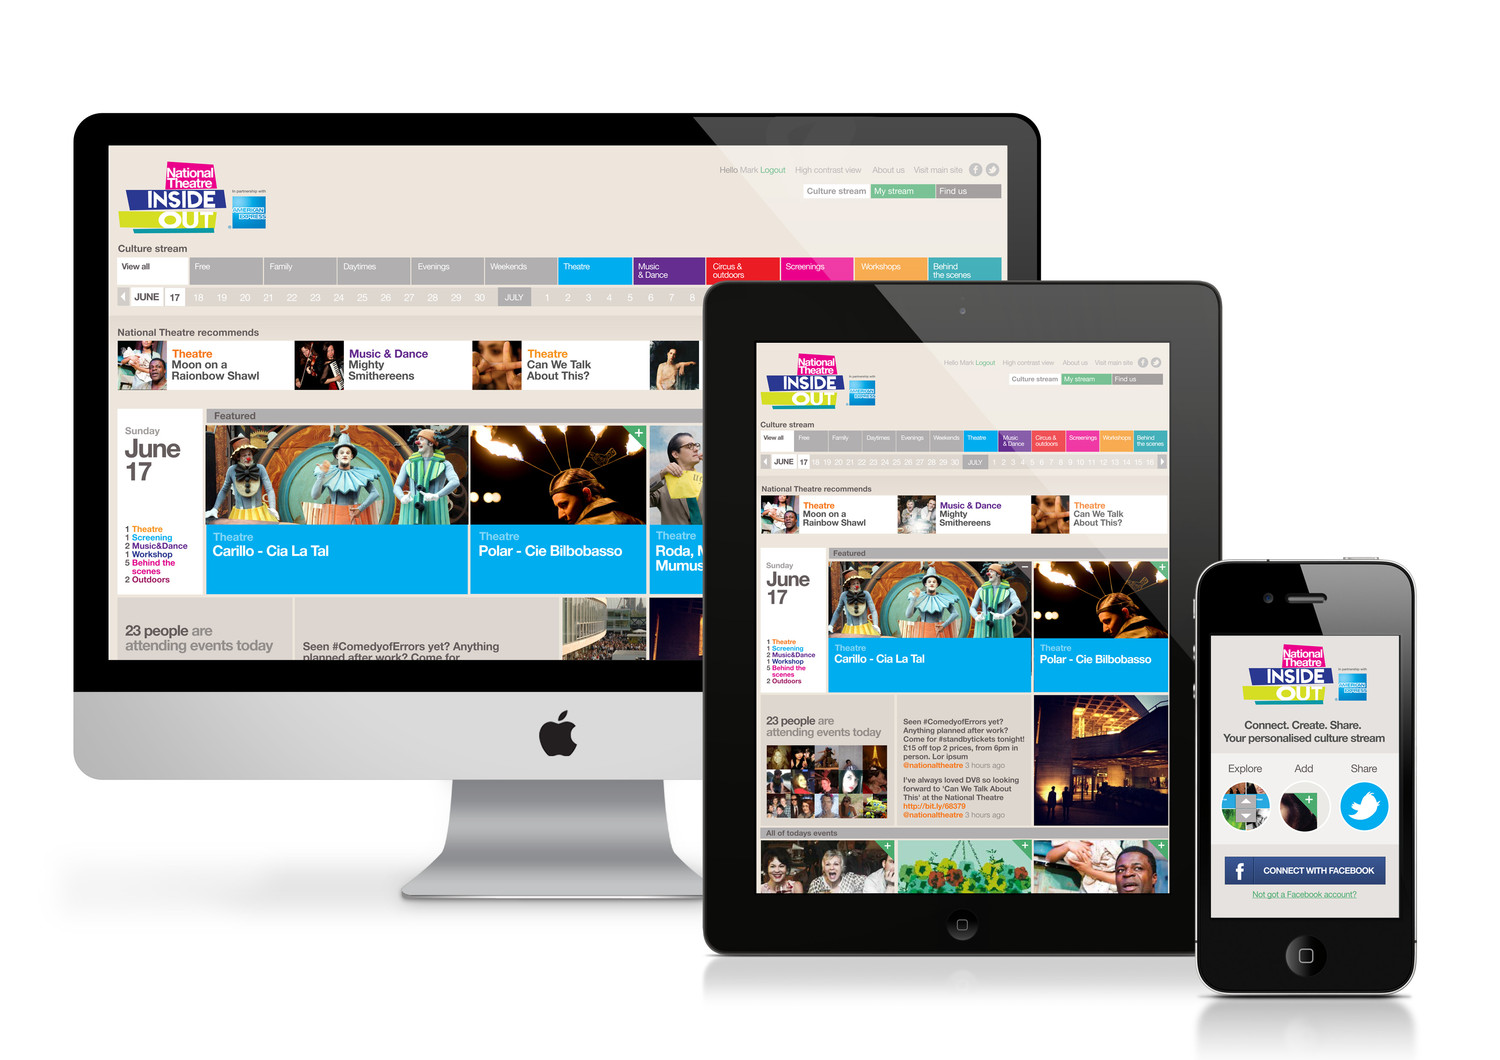 National
Theatre
INSIDE
OUT
In partnership with
AMERICAN
EXPRESS
Hello Mark Logout
High contrast view
About us
Visit main site
Culture stream
My stream
Find us
Culture stream
View all
Free
Family
Daytimes
Evenings
Weekends
Theatre
Music
& Dance
Circus &
outdoors
Screenings
Workshops
Behind
the scenes
JUNE 17 18 19 20 21 22 23 24 25 26 27 28 29 30 JULY 1 2 3 4 5 6 7 8
National Theatre recommends
Theatre
Moon on a
Raionbow Shawl
Music & Dance
Mighty
Smithereens
Theatre
Can We Talk
About This?
Featured
Sunday
June
17
1 Theatre
1 Screening
2 Music&Dance
1 Workshop
5 Behind the
scenes
2 Outdoors
Theatre
Carillo - Cia La Tal
Theatre
Polar - Cie Bilbobasso
Theatre
Roda, M
Mumus
23 people are
attending events today
Seen #ComedyofErrors yet? Anything
planned after work? Come for
National
Theatre
INSIDE
OUT
In partnership with
AMERICAN
EXPRESS
Hello Mark Logout
High contrast view
About us
Visit main site
Culture stream
My stream
Find us
Culture stream
View all
Free
Family
Daytimes
Evenings
Weekends
Theatre
Music
& Dance
Circus &
outdoors
Screenings
Workshops
Behind
the scenes
JUNE 17 18 19 20 21 22 23 24 25 26 27 28 29 30 JULY 1 2 3 4 5 6 7 8 9 10 11 12 13 14 15 16
National Theatre recommends
Theatre
Moon on a
Rainbow Shawl
Music & Dance
Mighty
Smithereens
Theatre
Can We Talk
About This?
Featured
Sunday
June
17
1 Theatre
1 Screening
2 Music&Dance
1 Workshop
5 Behind the
scenes
2 Outdoors
Theatre
Carillo - Cia La Tal
Theatre
Polar - Cie Bilbobasso
23 people are
attending events today
Seen #ComedyofErrors yet?
Anything planned after work?
Come for #standbytickets tonight!
£15 off top 2 prices, from 6pm in
person. Lor ipsum
@nationaltheatre 3 hours ago
I've always loved DV8 so looking
forward to 'Can We Talk About
This' at the National Theatre
http://bit.ly/68379
@nationaltheatre 3 hours ago
All of todays events
National
Theatre
INSIDE
OUT
In partnership with
AMERICAN
EXPRESS
Connect. Create. Share.
Your personalised culture stream
Explore
Add
Share
f CONNECT WITH FACEBOOK
Not got a Facebook account?